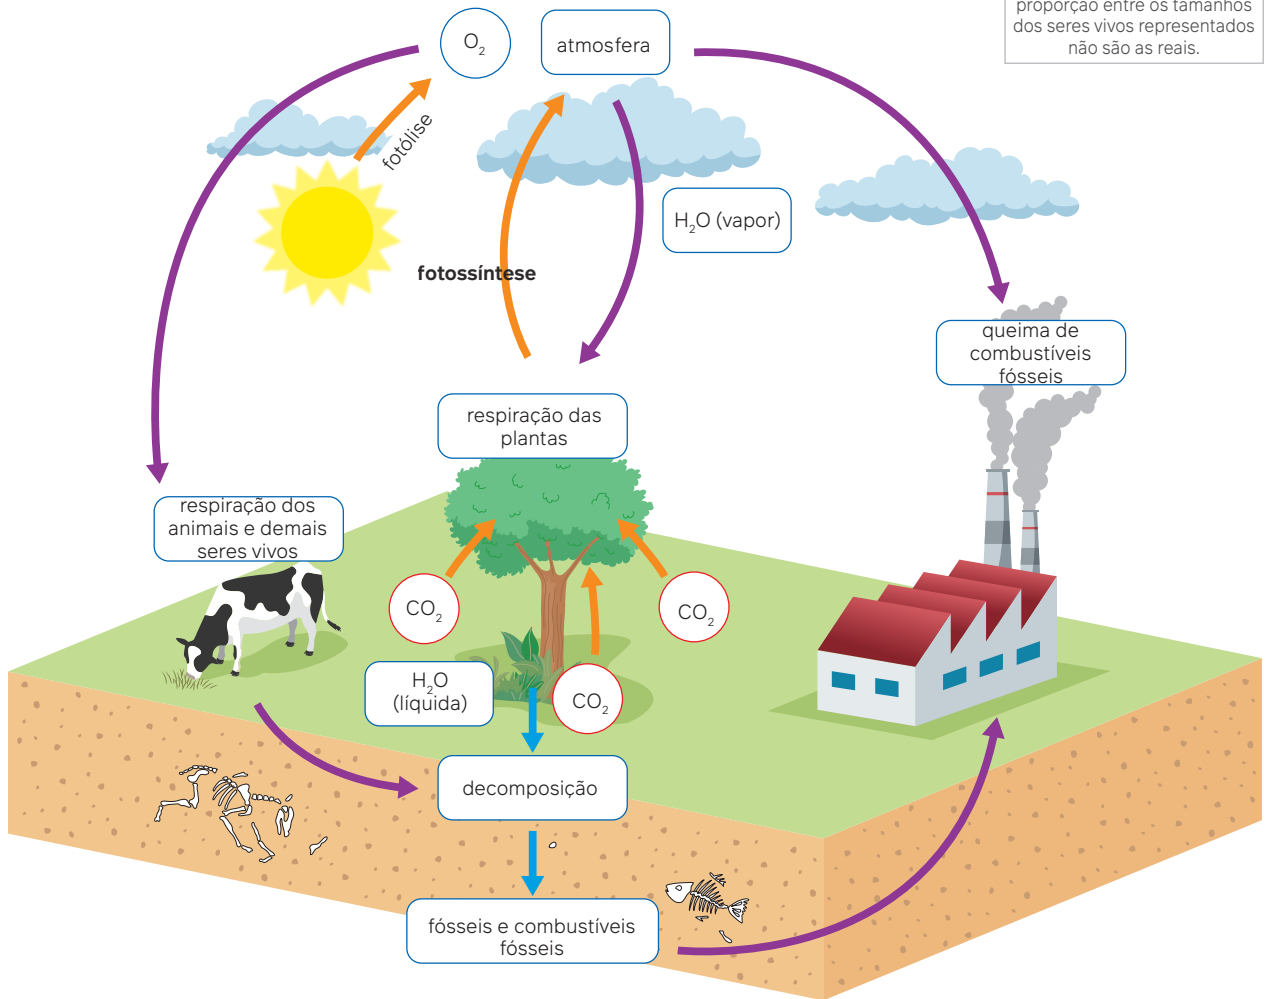 proporção entre os tamanhos
dos seres vivos representados
não são as reais.
O₂
atmosfera
fotólise
H₂O (vapor)
fotossíntese
queima de
combustíveis
fósseis
respiração das
plantas
respiração dos
animais e demais
seres vivos
CO₂
CO₂
H₂O
(líquida)
CO₂
decomposição
fósseis e combustíveis
fósseis